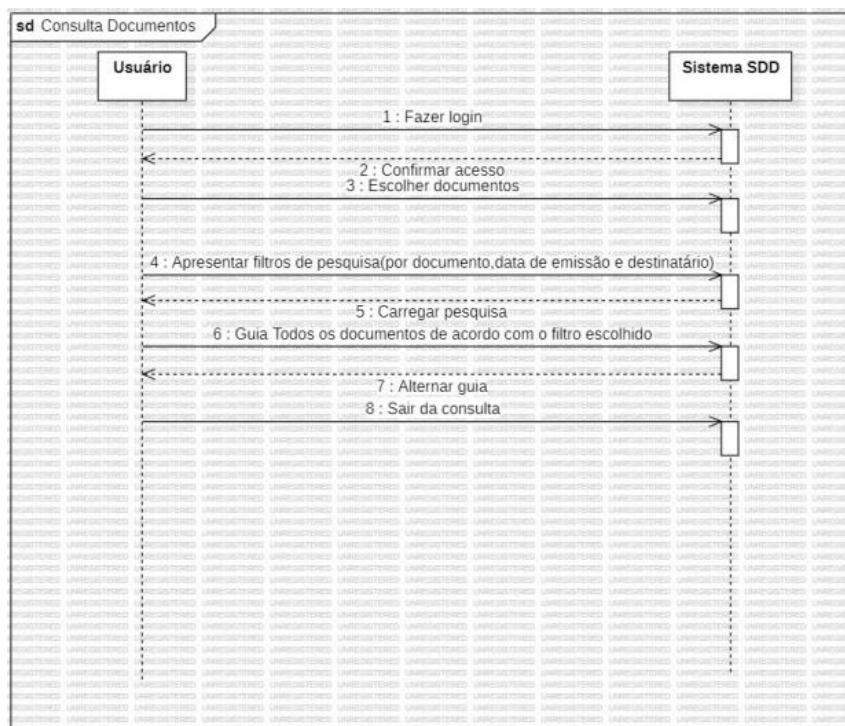 sd Consulta Documentos
Usuário
Sistema SDD
1 : Fazer login
2 : Confirmar acesso
3 : Escolher documentos
4 : Apresentar filtros de pesquisa(por documento,data de emissão e destinatário)
5 : Carregar pesquisa
6 : Guia Todos os documentos de acordo com o filtro escolhido
7 : Alternar guia
8 : Sair da consulta